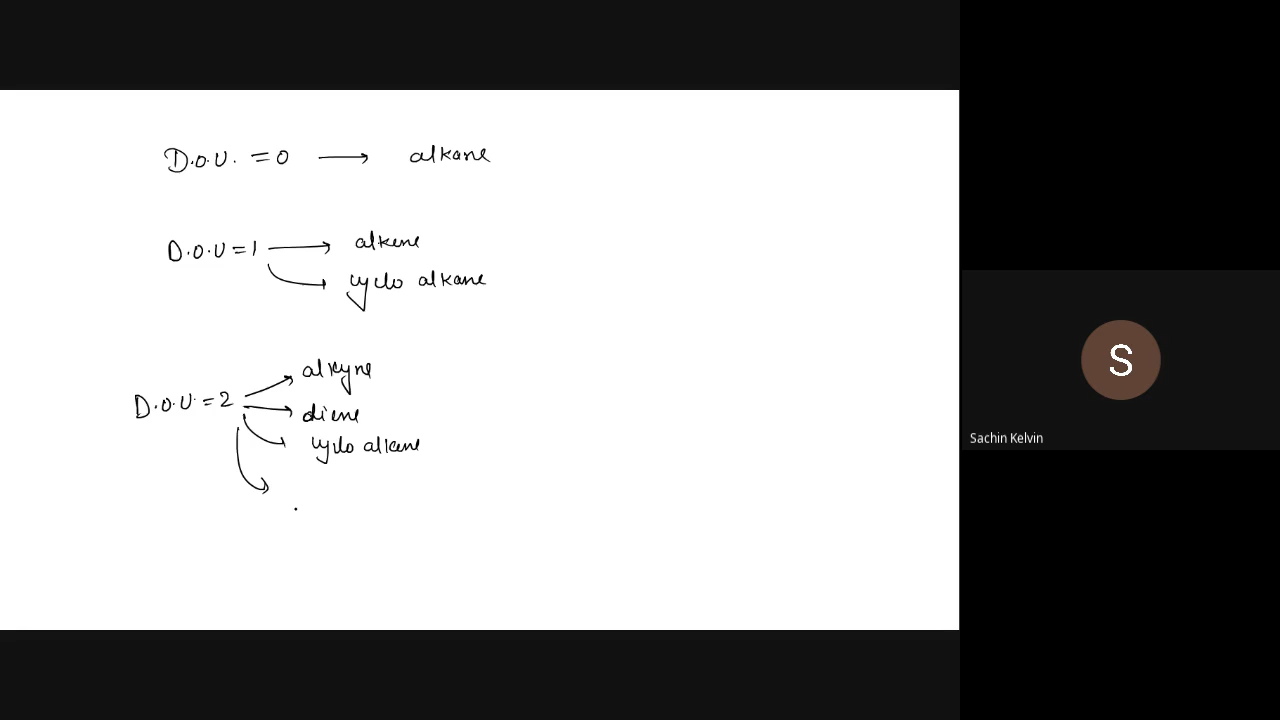 D.O.U. = 0 → alkane
D.O.U = 1 → alkene
→ cyclo alkane
D.O.U. = 2 → alkyne
→ diene
→ cyclo alkene
S
Sachin Kelvin